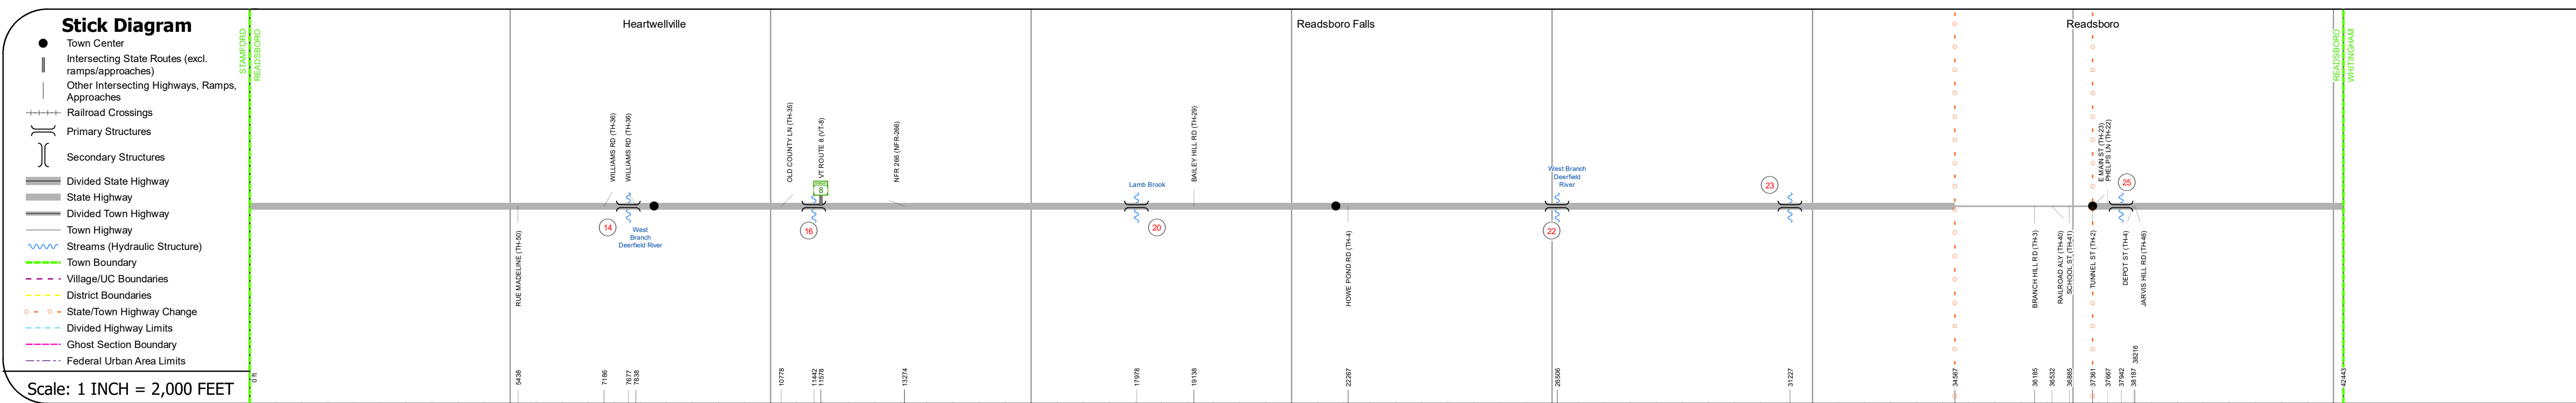 Stick Diagram
Town Center
Intersecting State Routes (excl.
ramps/approaches)
Other Intersecting Highways, Ramps,
Approaches
Railroad Crossings
Primary Structures
Secondary Structures
Divided State Highway
State Highway
Divided Town Highway
Town Highway
Streams (Hydraulic Structure)
Town Boundary
Village/UC Boundaries
District Boundaries
State/Town Highway Change
Divided Highway Limits
Ghost Section Boundary
Federal Urban Area Limits
Scale: 1 INCH = 2,000 FEET
STAMFORD
READSBORO
Heartwellville
Readsboro Falls
Readsboro
READSBORO
WHITINGHAM
WILLIAMS RD (TH-36)
WILLIAMS RD (TH-36)
OLD COUNTY LN (TH-35)
VT ROUTE 8 (VT-8)
NFR 266 (NFR-266)
BAILEY HILL RD (TH-29)
E MAIN ST (TH-23)
PHELPS LN (TH-22)
8
Lamb Brook
West Branch
Deerfield
River
23
25
14
West
Branch
Deerfield River
16
20
22
RUE MADELINE (TH-50)
HOWE POND RD (TH-4)
BRANCH HILL RD (TH-3)
RAILROAD ALY (TH-40)
SCHOOL ST (TH-41)
TUNNEL ST (TH-2)
DEPOT ST (TH-4)
JARVIS HILL RD (TH-46)
0 ft
5438
7186
7677
7838
10778
11442
11578
13274
17978
19138
22267
26506
31227
34567
36185
36532
36885
37361
37667
37942
38187
38216
42443